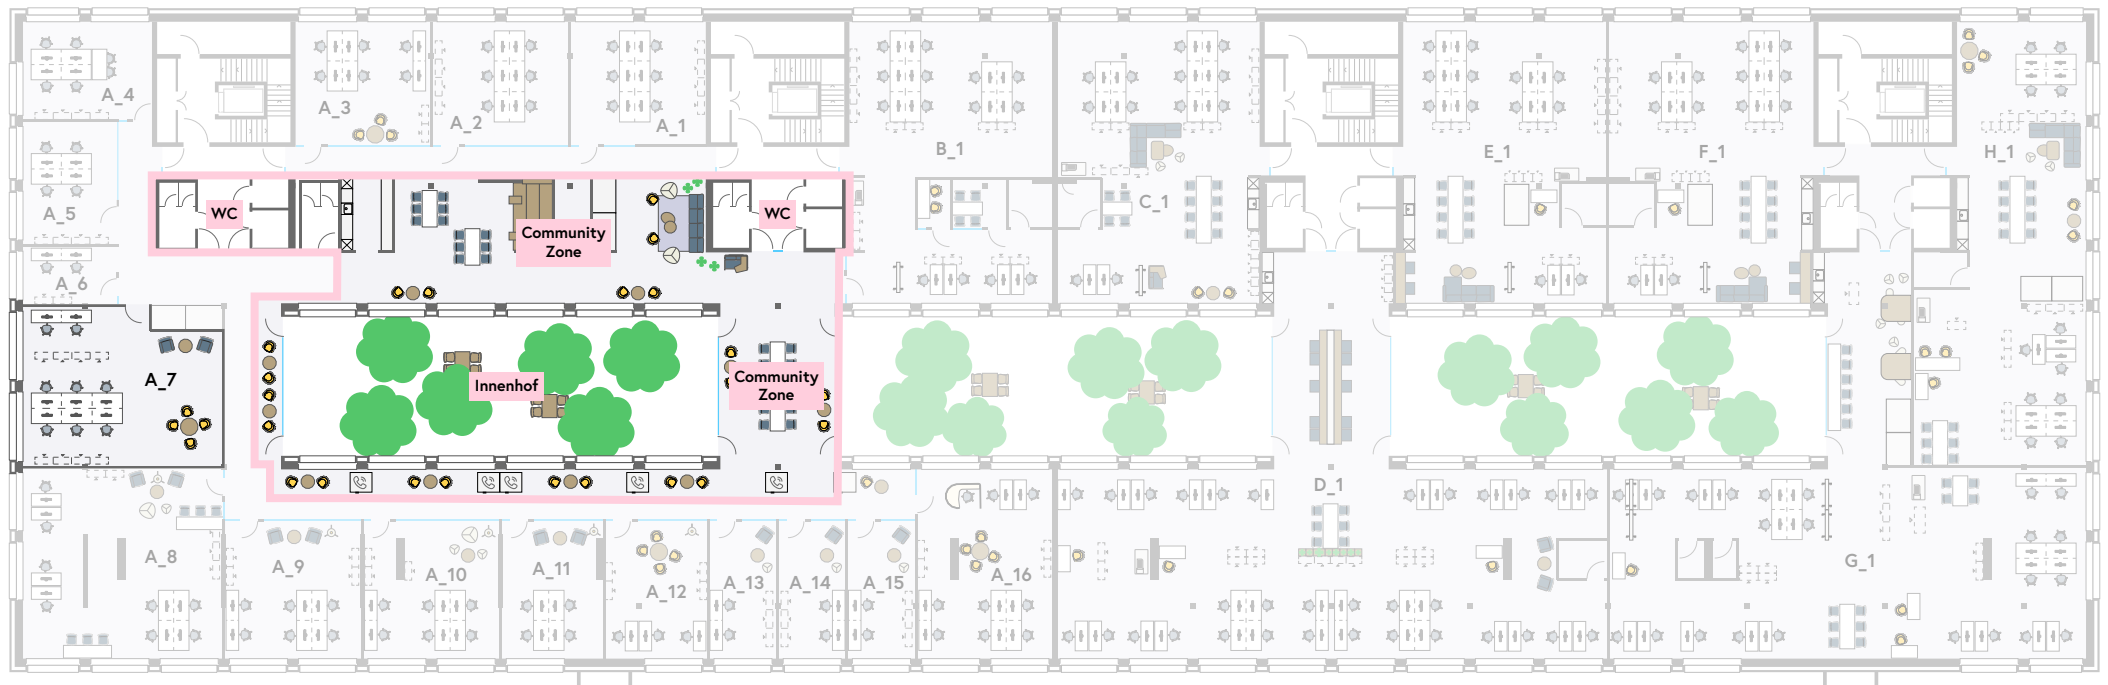 A_4
A_3
A_2
A_1
B_1
C_1
E_1
F_1
H_1
A_5
WC
Community
Zone
WC
A_6
A_7
Innenhof
Community
Zone
D_1
A_8
A_9
A_10
A_11
A_12
A_13
A_14
A_15
A_16
G_1